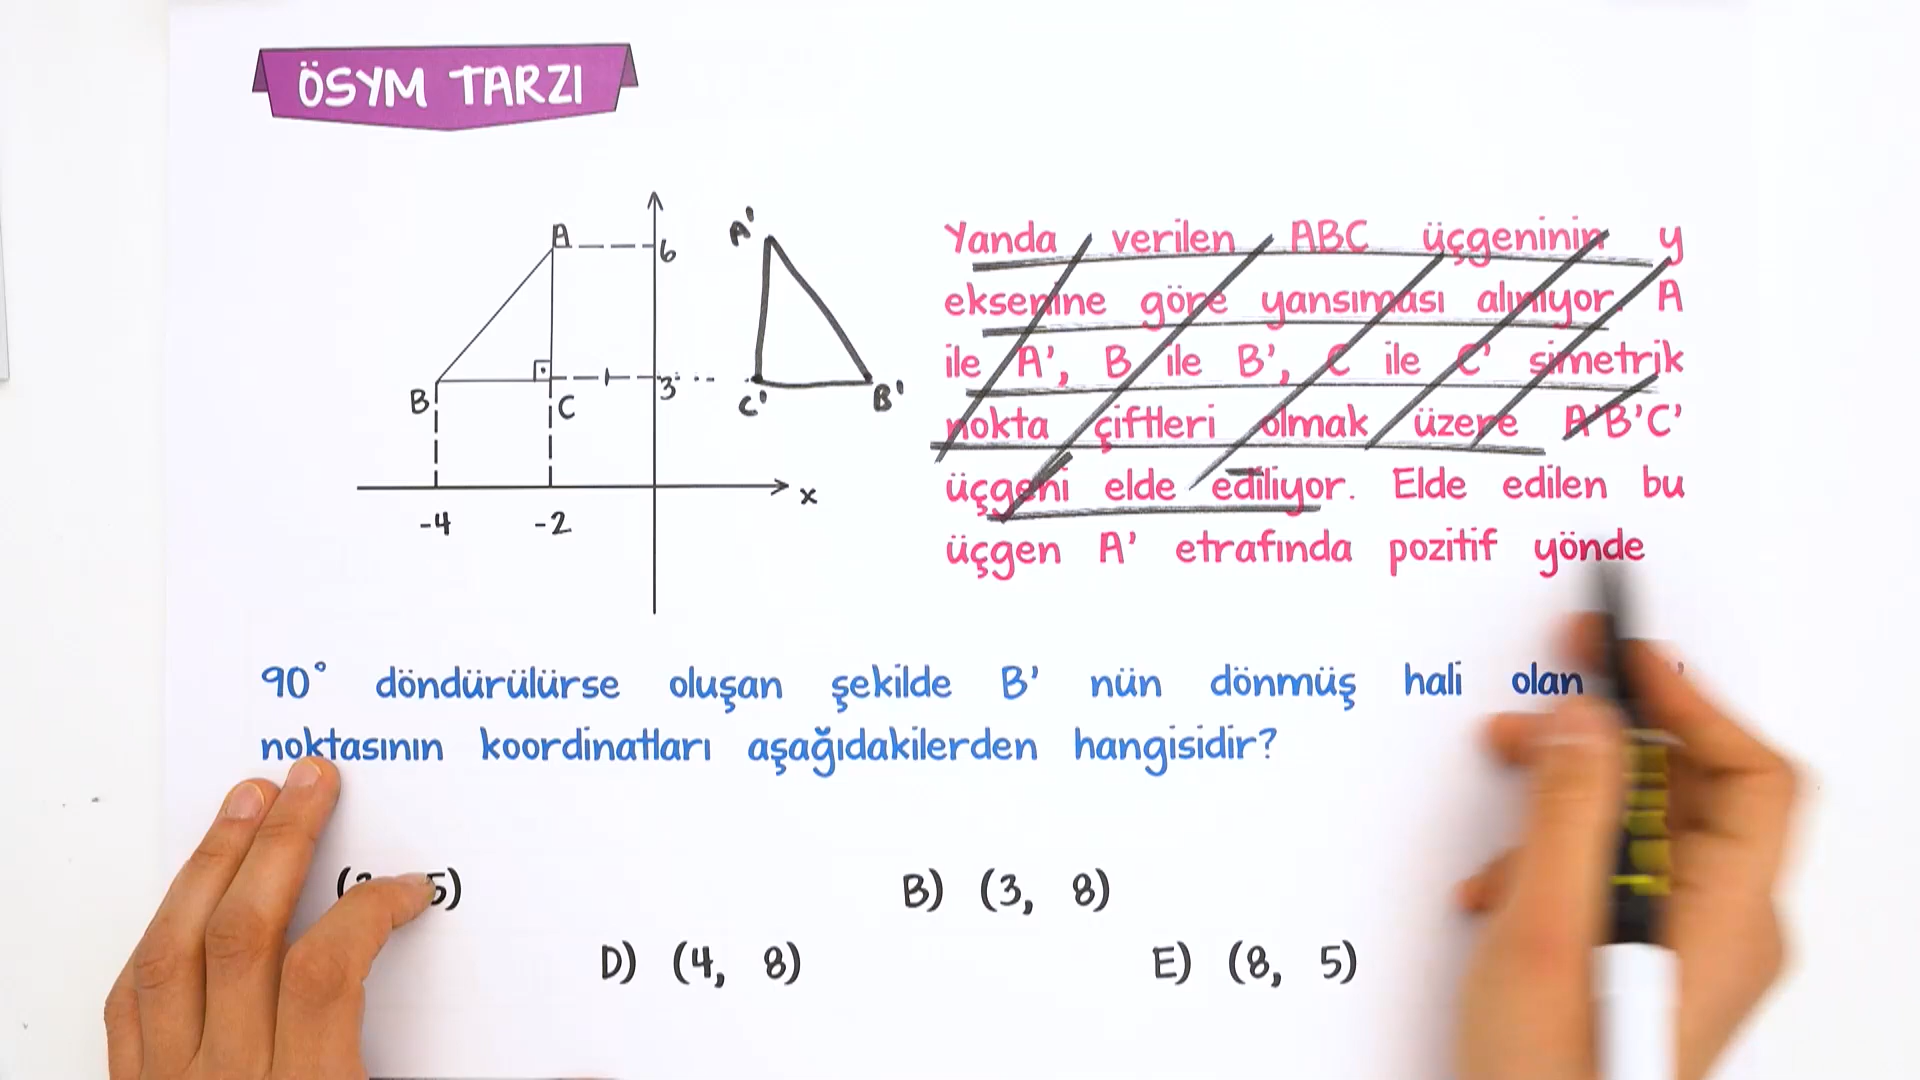 ÖSYM TARZI
A
6
A'
B
C
3
C'
B'
x
-4
-2
Yanda verilen ABC üçgeninin y
eksenine göre yansıması alınıyor. A
ile A', B ile B', C ile C' simetrik
nokta çiftleri olmak üzere A'B'C'
üçgeni elde ediliyor. Elde edilen bu
üçgen A' etrafında pozitif yönde
90° döndürülürse oluşan şekilde B' nün dönmüş hali olan
noktasının koordinatları aşağıdakilerden hangisidir?
5)
B) (3, 8)
D) (4, 8)
E) (8, 5)